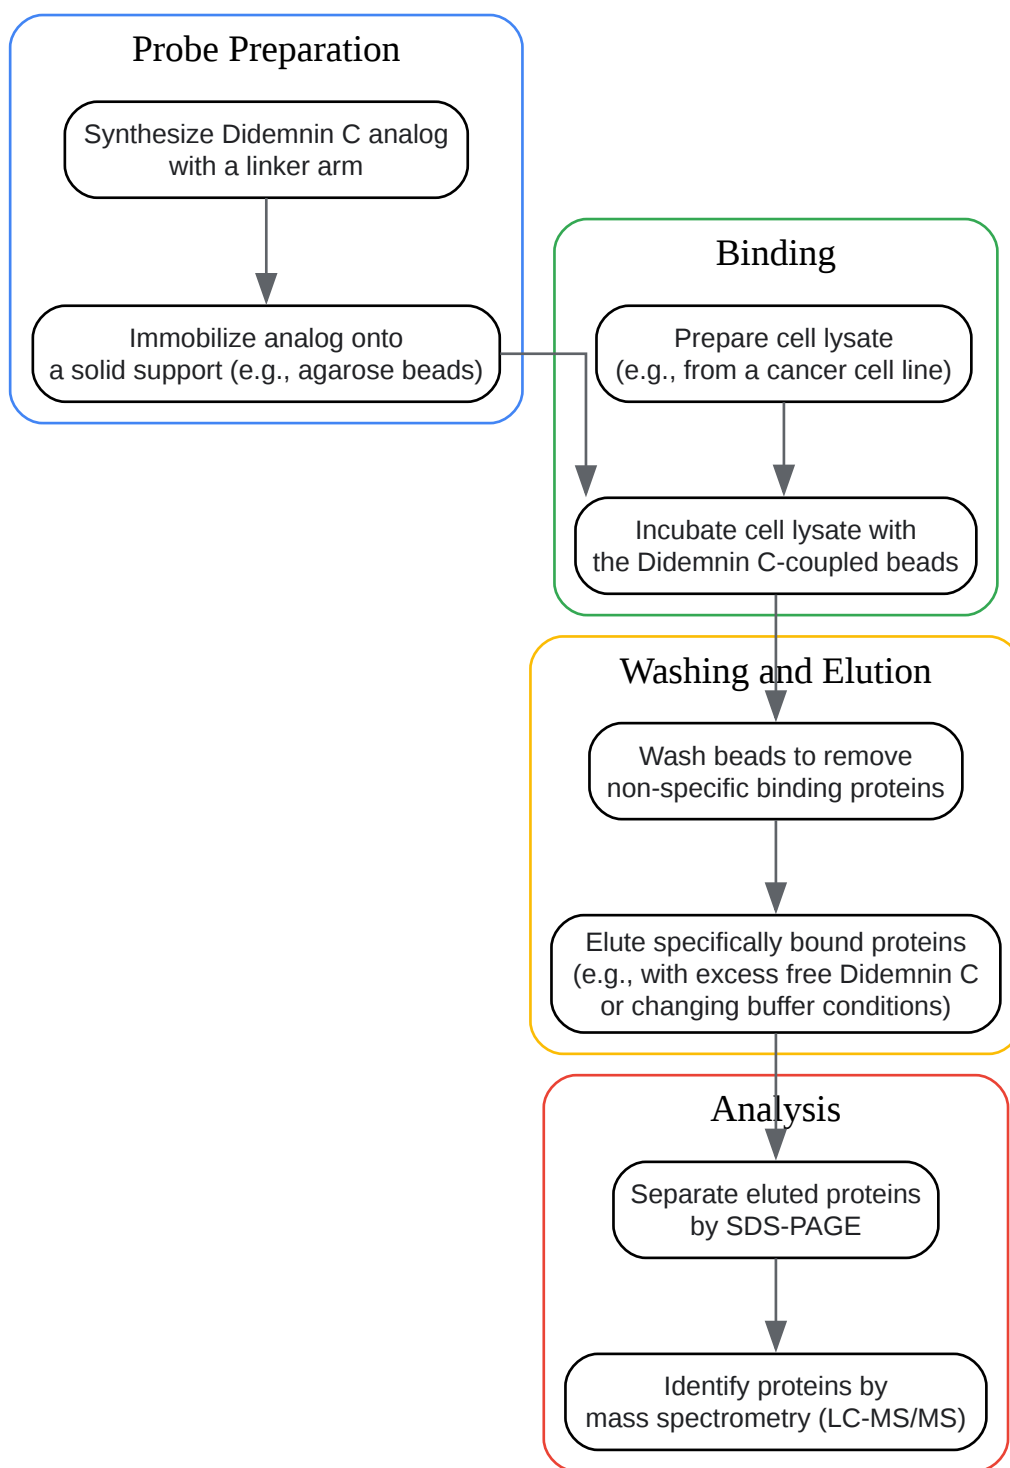 Probe Preparation
Synthesize Didemnin C analog
with a linker arm
Immobilize analog onto
a solid support (e.g., agarose beads)
Binding
Prepare cell lysate
(e.g., from a cancer cell line)
Incubate cell lysate with
the Didemnin C-coupled beads
Washing and Elution
Wash beads to remove
non-specific binding proteins
Elute specifically bound proteins
(e.g., with excess free Didemnin C
or changing buffer conditions)
Analysis
Separate eluted proteins
by SDS-PAGE
Identify proteins by
mass spectrometry (LC-MS/MS)